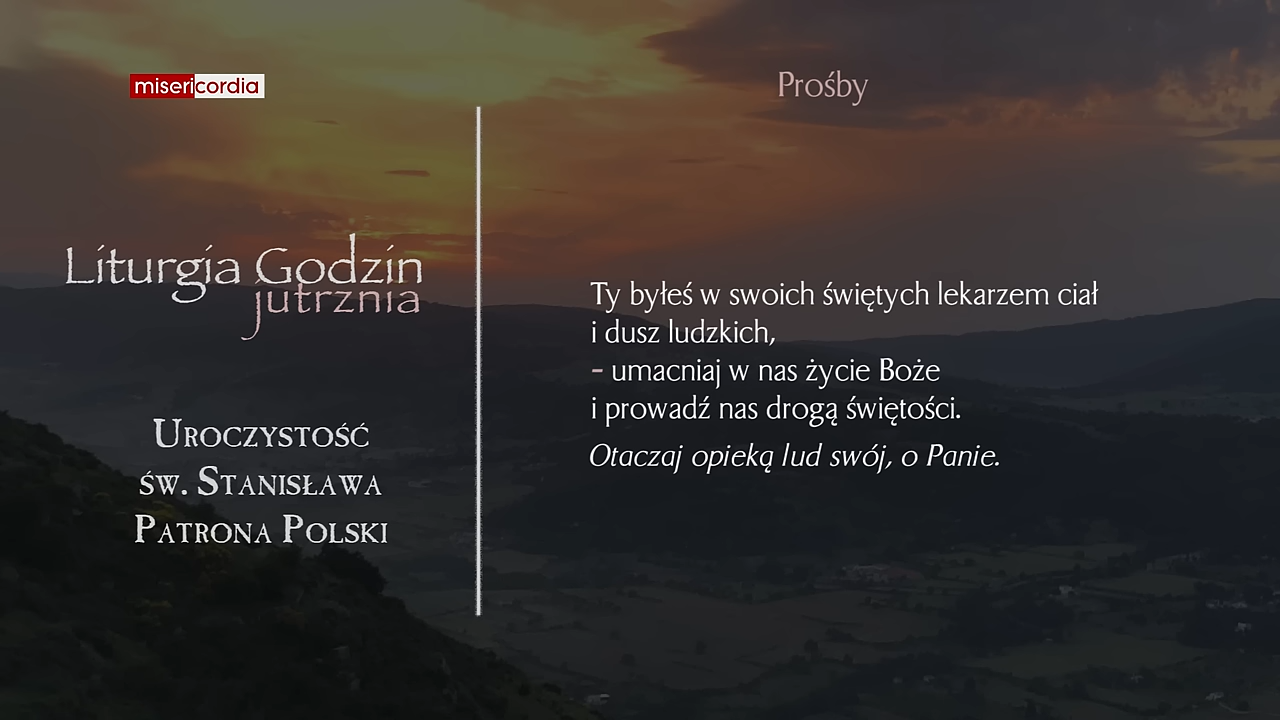 misericordia
Liturgia Godzin
jutrznia
Uroczystość
św. Stanisława
Patrona Polski
Prośby
Ty byłeś w swoich świętych lekarzem ciał
i dusz ludzkich,
- umacniaj w nas życie Boże
i prowadź nas drogą świętości.
Otaczaj opieką lud swój, o Panie.